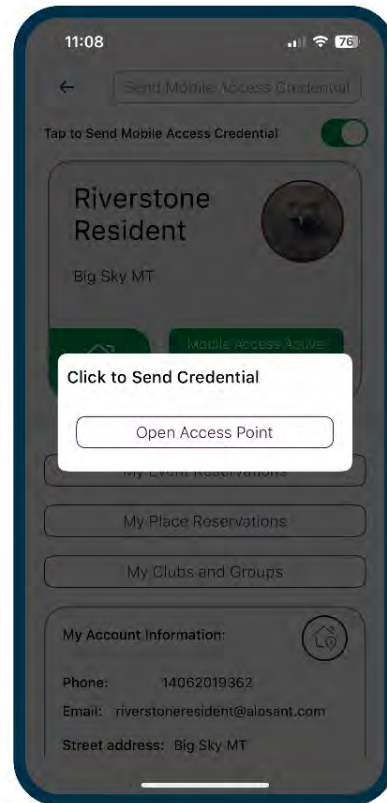 11:08
76
Send Mobile Access Credential
Tap to Send Mobile Access Credential
Riverstone
Resident
Big Sky MT
Mobile Access Active
Click to Send Credential
Open Access Point
My Event Reservations
My Place Reservations
My Clubs and Groups
My Account Information:
Phone: 14062019362
Email: riverstoneresident@alosant.com
Street address: Big Sky MT